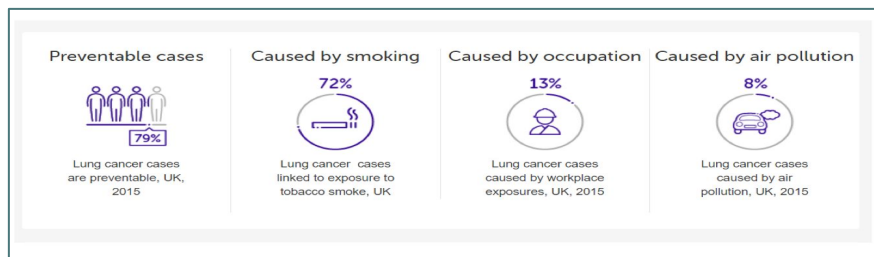 Preventable cases
79%
Lung cancer cases
are preventable, UK,
2015
Caused by smoking
72%
Lung cancer cases
linked to exposure to
tobacco smoke, UK
Caused by occupation
13%
Lung cancer cases
caused by workplace
exposures, UK, 2015
Caused by air pollution
8%
Lung cancer cases
caused by air
pollution, UK, 2015